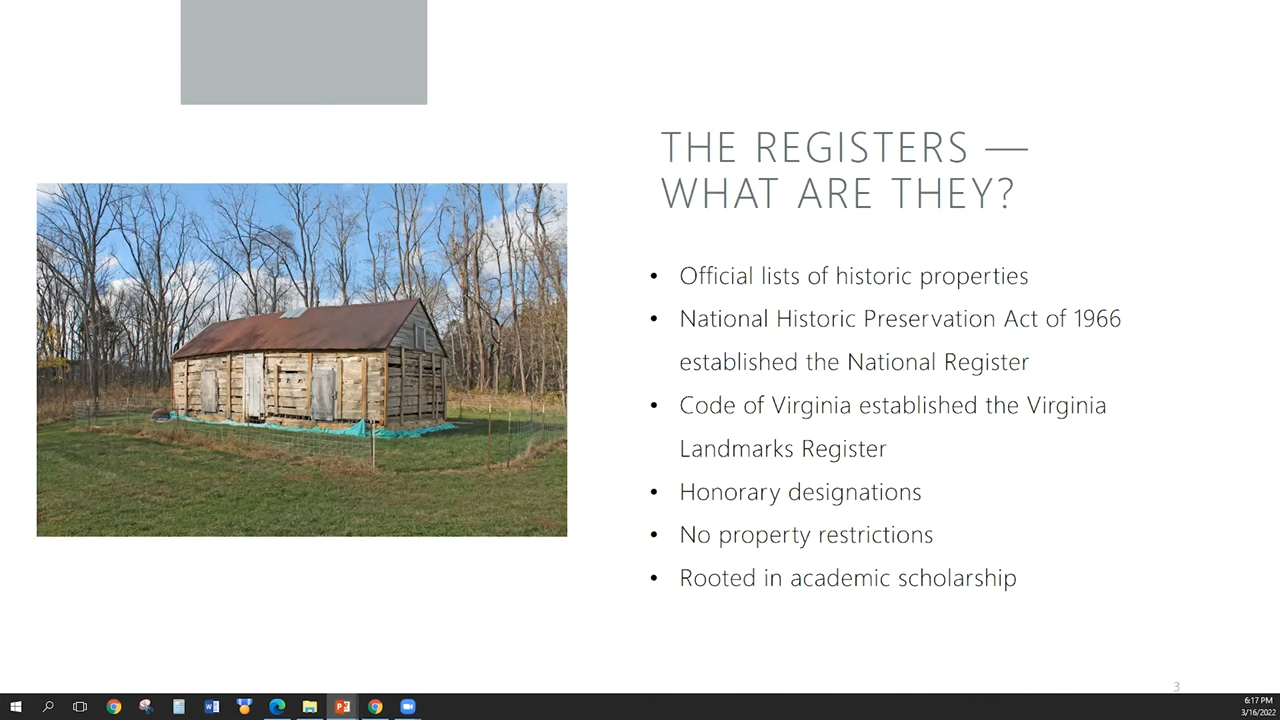 THE REGISTERS —
WHAT ARE THEY?
• Official lists of historic properties
• National Historic Preservation Act of 1966
established the National Register
• Code of Virginia established the Virginia
Landmarks Register
• Honorary designations
• No property restrictions
• Rooted in academic scholarship
3
6:17 PM
3/16/2022